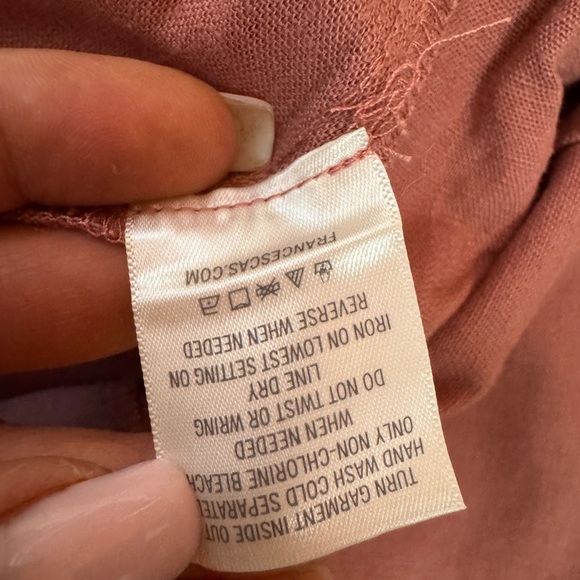 TURN GARMENT INSIDE OUT
HAND WASH COLD SEPARATEL
ONLY NON-CHLORINE BLEACH
WHEN NEEDED
DO NOT TWIST OR WRING
LINE DRY
IRON ON LOWEST SETTING ON
REVERSE WHEN NEEDED
FRANCESCAS.COM